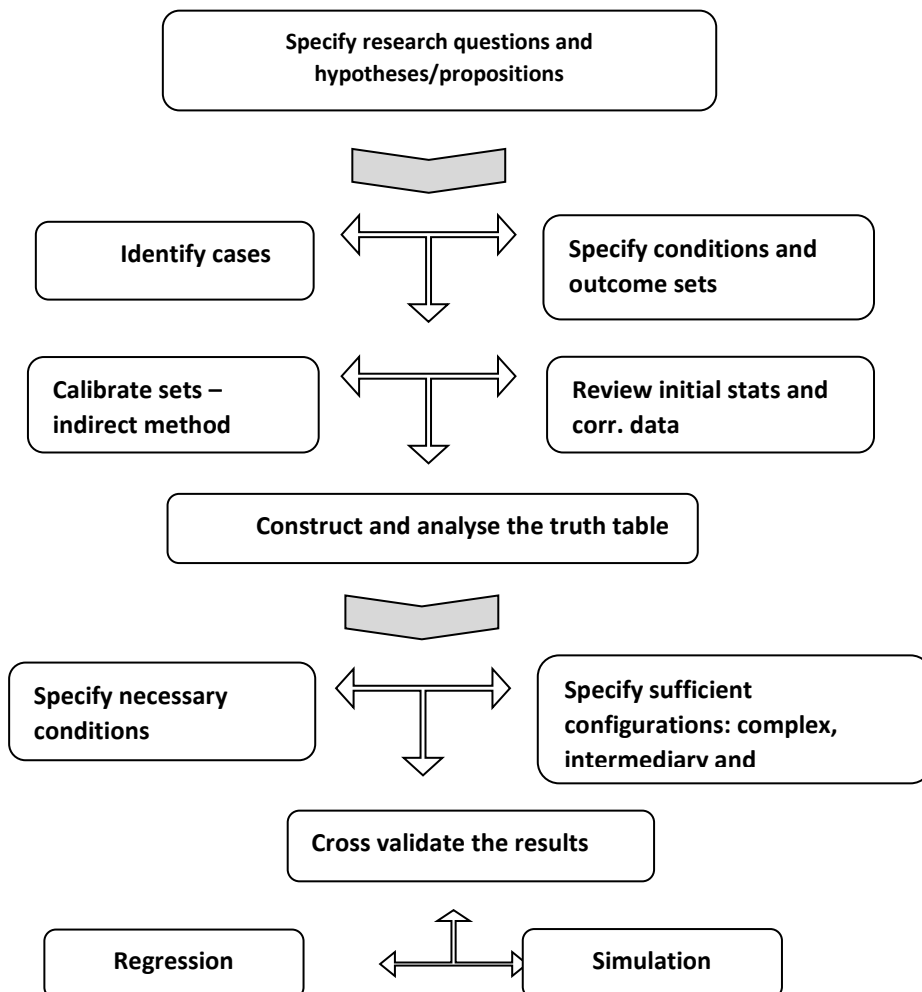 Specify research questions and
hypotheses/propositions
Identify cases
Specify conditions and
outcome sets
Calibrate sets –
indirect method
Review initial stats and
corr. data
Construct and analyse the truth table
Specify necessary
conditions
Specify sufficient
configurations: complex,
intermediary and
Cross validate the results
Regression
Simulation